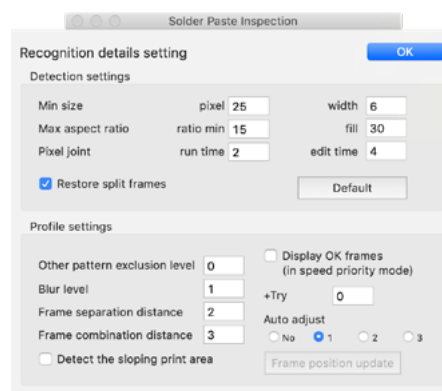 Solder Paste Inspection
Recognition details setting OK
Detection settings
Min size pixel 25 width 6
Max aspect ratio ratio min 15 fill 30
Pixel joint run time 2 edit time 4
Restore split frames Default
Profile settings
Other pattern exclusion level 0
Blur level 1
Frame separation distance 2
Frame combination distance 3
Detect the sloping print area
Display OK frames
(in speed priority mode)
+Try 0
Auto adjust
No 1 2 3
Frame position update